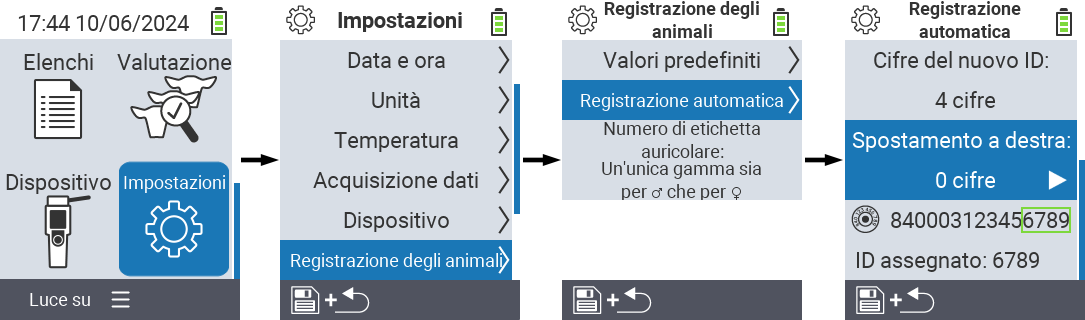 17:44 10/06/2024
Elenchi
Valutazione
Dispositivo
Impostazioni
Luce su
Impostazioni
Data e ora
Unità
Temperatura
Acquisizione dati
Dispositivo
Registrazione degli animali
+
Registrazione degli
animali
Valori predefiniti
Registrazione automatica
Numero di etichetta
auricolare:
Un'unica gamma sia
per ♂ che per ♀
+
Registrazione
automatica
Cifre del nuovo ID:
4 cifre
Spostamento a destra:
0 cifre
840003123456789
ID assegnato: 6789
+